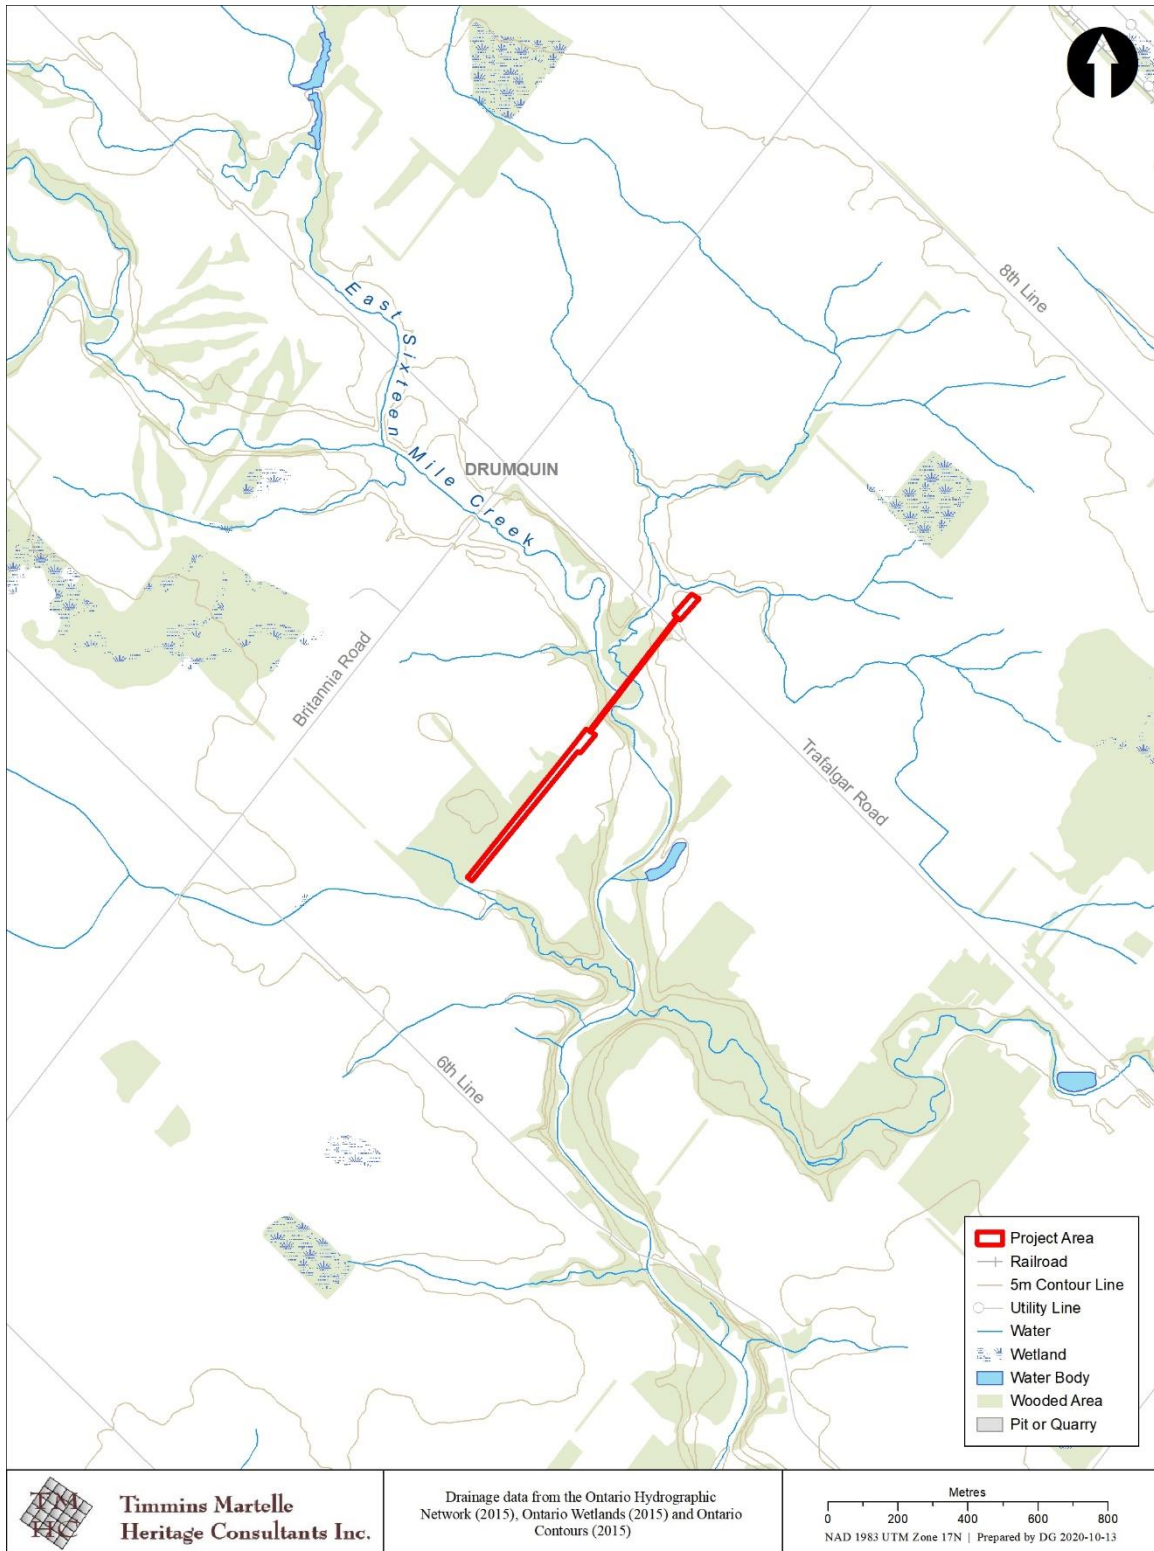 8th Line
East Sixteen Mile Creek
DRUMQUIN
Britannia Road
Trafalgar Road
6th Line
Project Area
Railroad
5m Contour Line
Utility Line
Water
Wetland
Water Body
Wooded Area
Pit or Quarry
TM
HC
Timmins Martelle
Heritage Consultants Inc.
Drainage data from the Ontario Hydrographic
Network (2015), Ontario Wetlands (2015) and Ontario
Contours (2015)
Metres
0 200 400 600 800
NAD 1983 UTM Zone 17N | Prepared by DG 2020-10-13